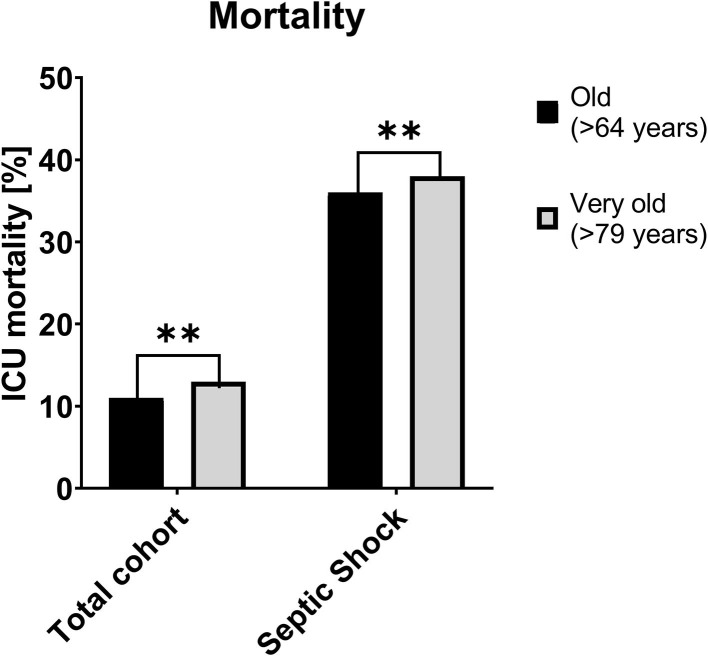 Mortality
ICU mortality [%]
50
40
30
20
10
0
**
**
Total cohort
Septic Shock
Old
(>64 years)
Very old
(>79 years)